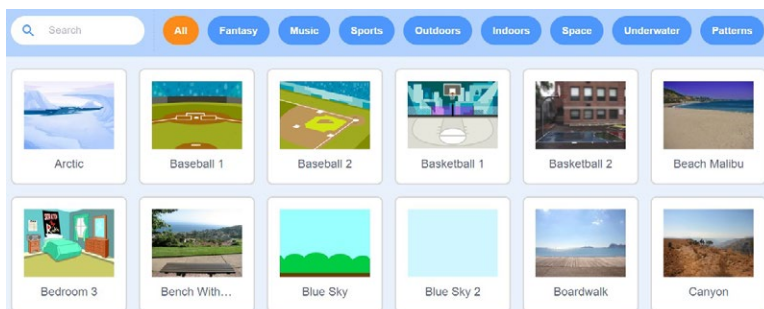 Search All Fantasy Music Sports Outdoors Indoors Space Underwater Patterns
Arctic Baseball 1 Baseball 2 Basketball 1 Basketball 2 Beach Malibu
Bedroom 3 Bench With... Blue Sky Blue Sky 2 Boardwalk Canyon